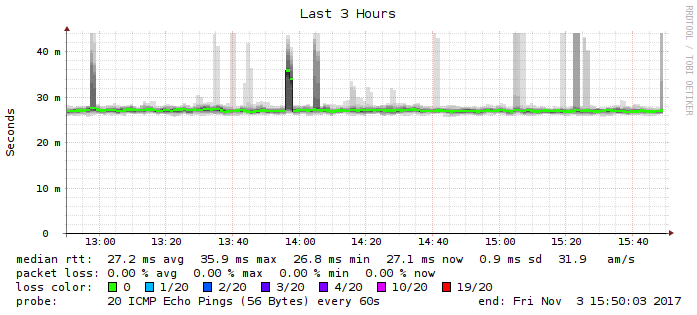 Last 3 Hours
RRDTOOL / TOBI OETIKER
Seconds
40 m
30 m
20 m
10 m
0
13:00 13:20 13:40 14:00 14:20 14:40 15:00 15:20 15:40
median rtt: 27.2 ms avg 35.9 ms max 26.8 ms min 27.1 ms now 0.9 ms sd 31.9 am/s
packet loss: 0.00 % avg 0.00 % max 0.00 % min 0.00 % now
loss color: 0 1/20 2/20 3/20 4/20 10/20 19/20
probe: 20 ICMP Echo Pings (56 Bytes) every 60s end: Fri Nov 3 15:50:03 2017